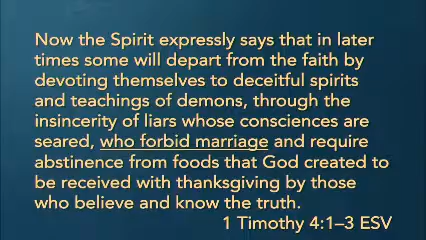 Now the Spirit expressly says that in later
times some will depart from the faith by
devoting themselves to deceitful spirits
and teachings of demons, through the
insincerity of liars whose consciences are
seared, who forbid marriage and require
abstinence from foods that God created to
be received with thanksgiving by those
who believe and know the truth.
1 Timothy 4:1–3 ESV